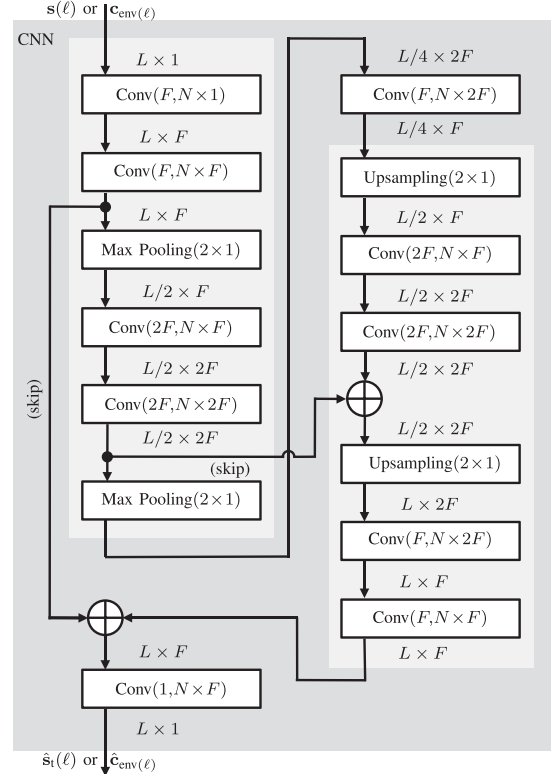 s(ℓ) or c_env(ℓ)
CNN
L × 1
Conv(F,N×1)
L × F
Conv(F,N×F)
L × F
Max Pooling(2×1)
L/2 × F
Conv(2F,N×F)
L/2 × 2F
Conv(2F,N×2F)
L/2 × 2F
(skip)
(skip)
Max Pooling(2×1)
L/4 × 2F
Conv(F,N×2F)
L/4 × F
Upsampling(2×1)
L/2 × F
Conv(2F,N×F)
L/2 × 2F
Conv(2F,N×2F)
L/2 × 2F
L/2 × 2F
Upsampling(2×1)
L × 2F
Conv(F,N×2F)
L × F
Conv(F,N×F)
L × F
L × F
Conv(1,N×F)
L × 1
ŝ_t(ℓ) or ĉ_env(ℓ)